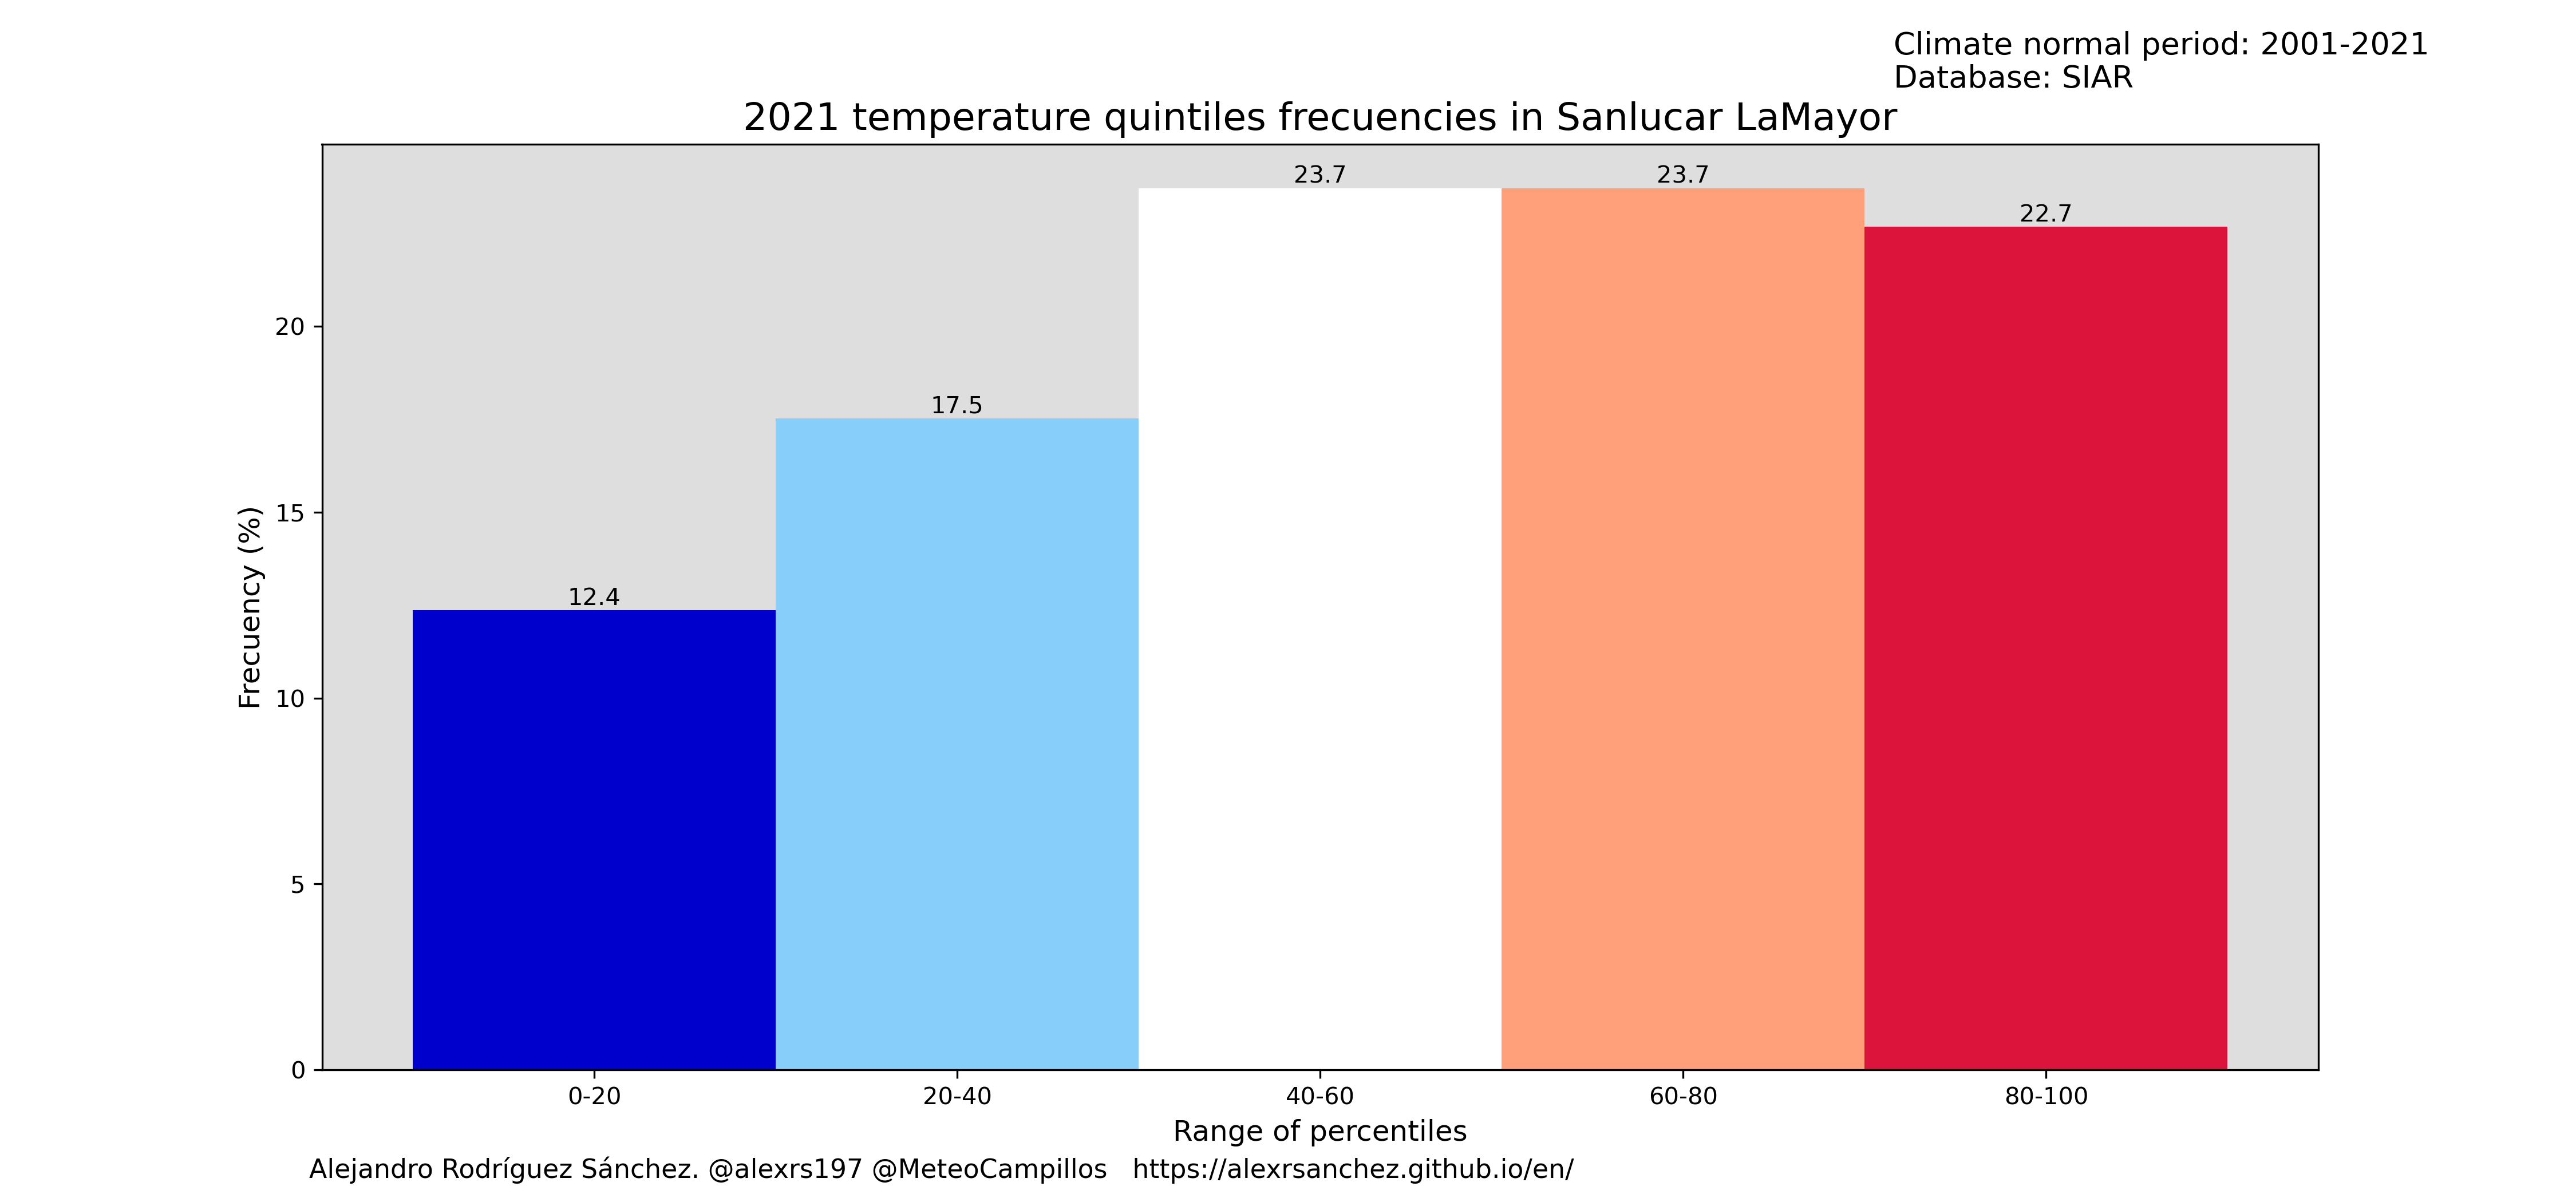 Climate normal period: 2001-2021
Database: SIAR
2021 temperature quintiles frecuencies in Sanlucar LaMayor
23.7
23.7
22.7
17.5
12.4
20
15
10
5
0
Frecuency (%)
0-20
20-40
40-60
60-80
80-100
Range of percentiles
Alejandro Rodríguez Sánchez. @alexrs197 @MeteoCampillos   https://alexrsanchez.github.io/en/